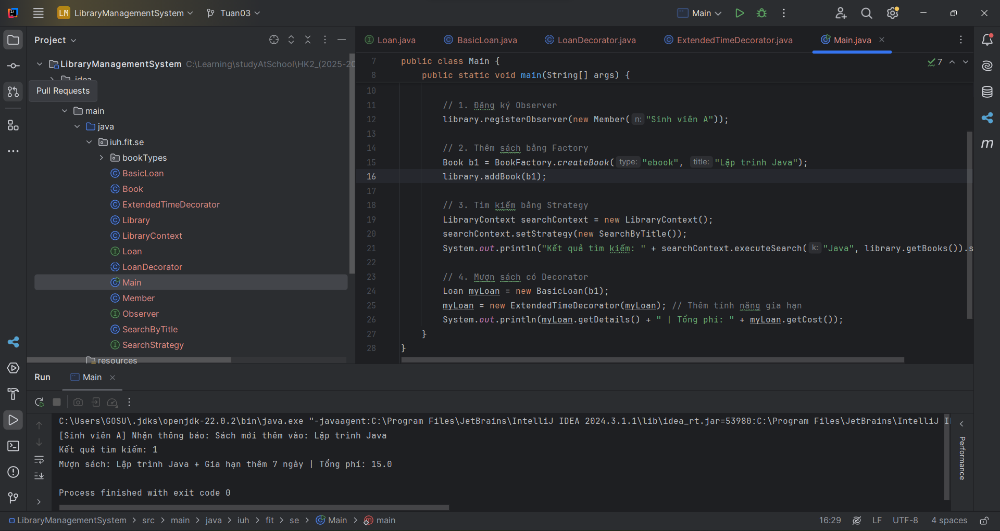 LM LibraryManagementSystem Tuan03 Main
Project
LibraryManagementSystem C:\Learning\studyAtSchool\HK2_(2025-20
.idea
Pull Requests
main
java
iuh.fit.se
bookTypes
BasicLoan
Book
ExtendedTimeDecorator
Library
LibraryContext
Loan
LoanDecorator
Main
Member
Observer
SearchByTitle
SearchStrategy
resources
Loan.java BasicLoan.java LoanDecorator.java ExtendedTimeDecorator.java Main.java
7 public class Main { 7
8 public static void main(String[] args) {
10
11 // 1. Đăng ký Observer
12 library.registerObserver(new Member( n: "Sinh viên A"));
13
14 // 2. Thêm sách bằng Factory
15 Book b1 = BookFactory.createBook( type: "ebook", title: "Lập trình Java");
16 library.addBook(b1);
17
18 // 3. Tìm kiếm bằng Strategy
19 LibraryContext searchContext = new LibraryContext();
20 searchContext.setStrategy(new SearchByTitle());
21 System.out.println("Kết quả tìm kiếm: " + searchContext.executeSearch( k: "Java", library.getBooks()).s
22
23 // 4. Mượn sách có Decorator
24 Loan myLoan = new BasicLoan(b1);
25 myLoan = new ExtendedTimeDecorator(myLoan); // Thêm tính năng gia hạn
26 System.out.println(myLoan.getDetails() + " | Tổng phí: " + myLoan.getCost());
27 }
28 }
Run Main
C:\Users\GOSU\.jdks\openjdk-22.0.2\bin\java.exe "-javaagent:C:\Program Files\JetBrains\IntelliJ IDEA 2024.3.1.1\lib\idea_rt.jar=53980:C:\Program Files\JetBrains\IntelliJ
[Sinh viên A] Nhận thông báo: Sách mới thêm vào: Lập trình Java
Kết quả tìm kiếm: 1
Mượn sách: Lập trình Java + Gia hạn thêm 7 ngày | Tổng phí: 15.0
Process finished with exit code 0
Performance
LibraryManagementSystem > src > main > java > iuh > fit > se > Main > main
16:29 LF UTF-8 4 spaces